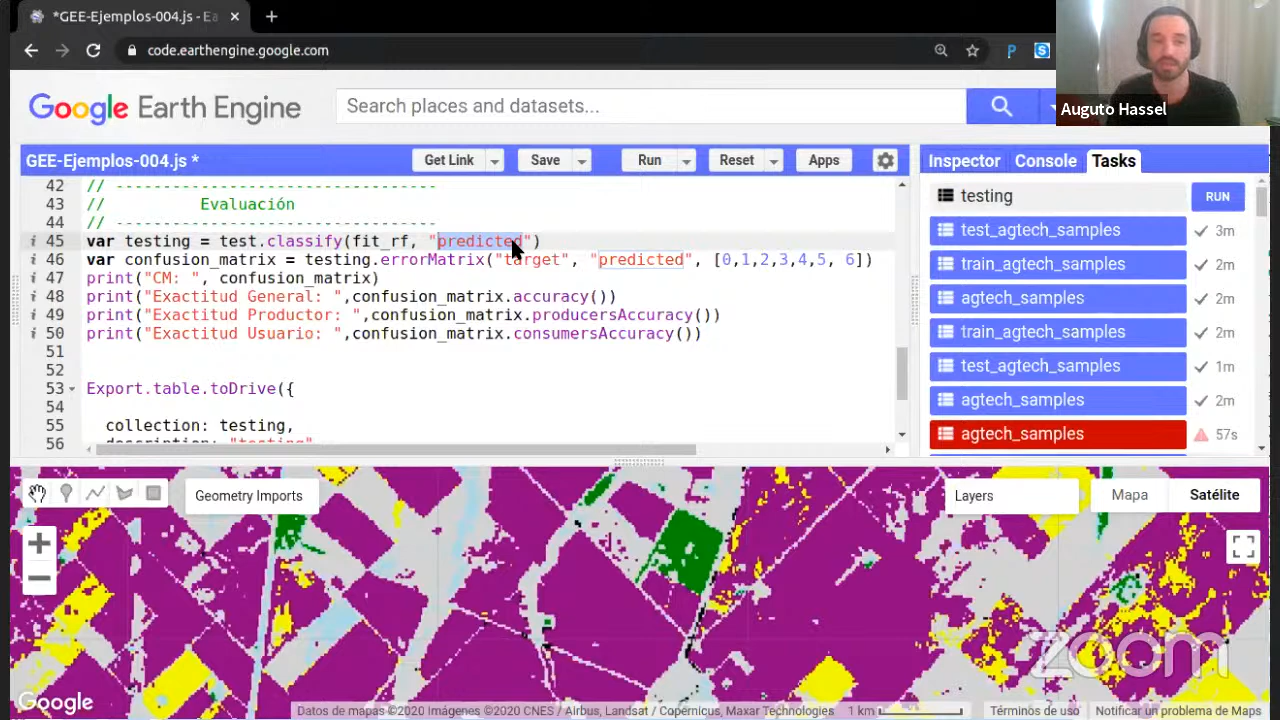 *GEE-Ejemplos-004.js - Ea
code.earthengine.google.com
Auguto Hassel
Google Earth Engine
Search places and datasets...
GEE-Ejemplos-004.js *
Get Link
Save
Run
Reset
Apps
Inspector
Console
Tasks
42 // ----------------------------------
43 // Evaluación
44 // ----------------------------------
45 var testing = test.classify(fit_rf, "predicted")
46 var confusion_matrix = testing.errorMatrix("target", "predicted", [0,1,2,3,4,5, 6])
47 print("CM: ", confusion_matrix)
48 print("Exactitud General: ",confusion_matrix.accuracy())
49 print("Exactitud Productor: ",confusion_matrix.producersAccuracy())
50 print("Exactitud Usuario: ",confusion_matrix.consumersAccuracy())
51
52
53 Export.table.toDrive({
54
55 collection: testing,
56 description: "testing"
testing RUN
test_agtech_samples 3m
train_agtech_samples 2m
agtech_samples 2m
train_agtech_samples 2m
test_agtech_samples 1m
agtech_samples 2m
agtech_samples 57s
Geometry Imports
Layers
Mapa
Satélite
zoom
Google
Datos de mapas ©2020 Imágenes ©2020 CNES / Airbus, Landsat / Copernicus, Maxar Technologies
1 km
Términos de uso
Notificar un problema de Maps